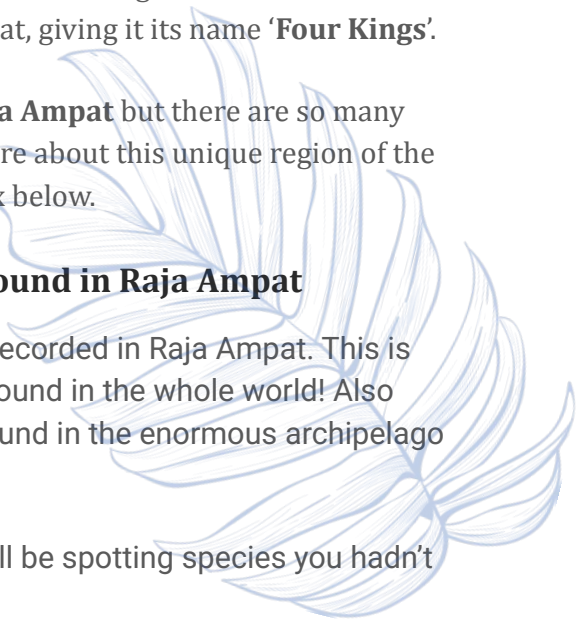 at, giving it its name ‘Four Kings’.
a Ampat but there are so many
re about this unique region of the
below.
ound in Raja Ampat
ecorded in Raja Ampat. This is
ound in the whole world! Also
und in the enormous archipelago
ll be spotting species you hadn’t